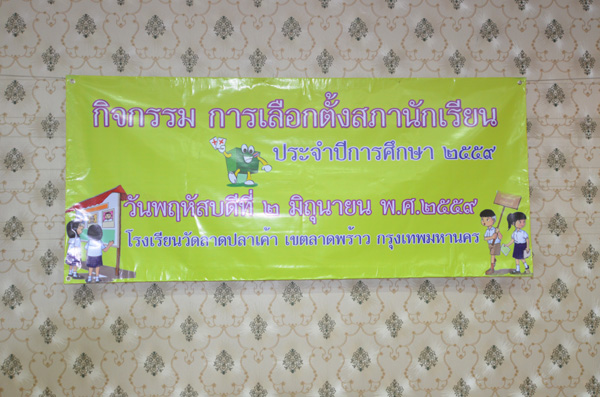 กิจกรรม การเลือกตั้งสภานักเรียน
ประจำปีการศึกษา ๒๕๕๙
วันพฤหัสบดีที่ ๒ มิถุนายน พ.ศ.๒๕๕๙
โรงเรียนวัดลาดปลาเค้า เขตลาดพร้าว กรุงเทพมหานคร